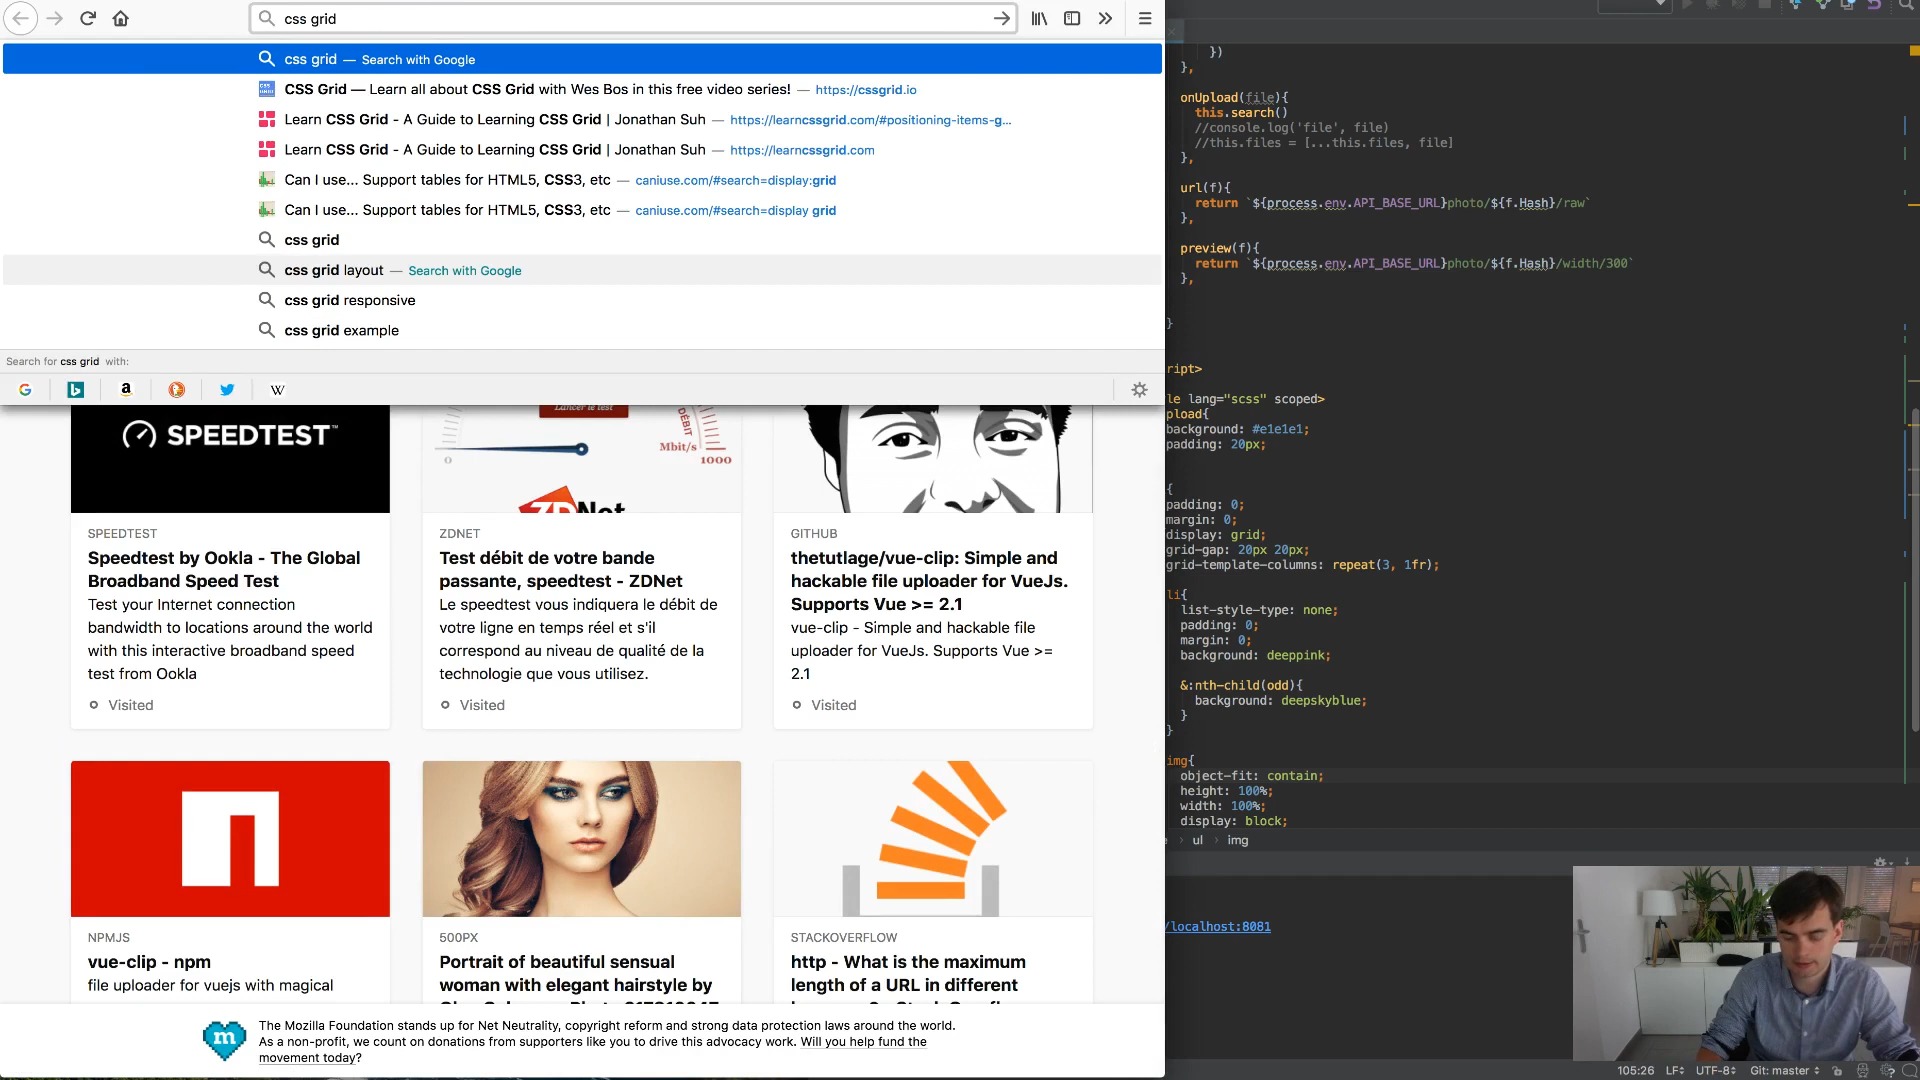 css grid
css grid — Search with Google
CSS Grid — Learn all about CSS Grid with Wes Bos in this free video series! — https://cssgrid.io
Learn CSS Grid - A Guide to Learning CSS Grid | Jonathan Suh — https://learncssgrid.com/#positioning-items-g...
Learn CSS Grid - A Guide to Learning CSS Grid | Jonathan Suh — https://learncssgrid.com
Can I use... Support tables for HTML5, CSS3, etc — caniuse.com/#search=display:grid
Can I use... Support tables for HTML5, CSS3, etc — caniuse.com/#search=display grid
css grid
css grid layout — Search with Google
css grid responsive
css grid example
Search for css grid with:
SPEEDTEST™
Lancer le test
DÉBIT
Mbit/s
0
1000
ZDNet
SPEEDTEST
Speedtest by Ookla - The Global
Broadband Speed Test
Test your Internet connection
bandwidth to locations around the world
with this interactive broadband speed
test from Ookla
Visited
ZDNET
Test débit de votre bande
passante, speedtest - ZDNet
Le speedtest vous indiquera le débit de
votre ligne en temps réel et s'il
correspond au niveau de qualité de la
technologie que vous utilisez.
Visited
GITHUB
thetutlage/vue-clip: Simple and
hackable file uploader for VueJs.
Supports Vue >= 2.1
vue-clip - Simple and hackable file
uploader for VueJs. Supports Vue >=
2.1
Visited
NPMJS
vue-clip - npm
file uploader for vuejs with magical
500PX
Portrait of beautiful sensual
woman with elegant hairstyle by
STACKOVERFLOW
http - What is the maximum
length of a URL in different
The Mozilla Foundation stands up for Net Neutrality, copyright reform and strong data protection laws around the world.
As a non-profit, we count on donations from supporters like you to drive this advocacy work. Will you help fund the
movement today?
})
},
onUpload(file){
this.search()
//console.log('file', file)
//this.files = [...this.files, file]
},
url(f){
return `${process.env.API_BASE_URL}photo/${f.Hash}/raw`
},
preview(f){
return `${process.env.API_BASE_URL}photo/${f.Hash}/width/300`
},
}
ript>
le lang="scss" scoped>
pload{
background: #e1e1e1;
padding: 20px;
{
padding: 0;
margin: 0;
display: grid;
grid-gap: 20px 20px;
grid-template-columns: repeat(3, 1fr);
li{
list-style-type: none;
padding: 0;
margin: 0;
background: deeppink;
&:nth-child(odd){
background: deepskyblue;
}
}
img{
object-fit: contain;
height: 100%;
width: 100%;
display: block;
e › ul › img
/localhost:8081
105:26 LF UTF-8 Git: master